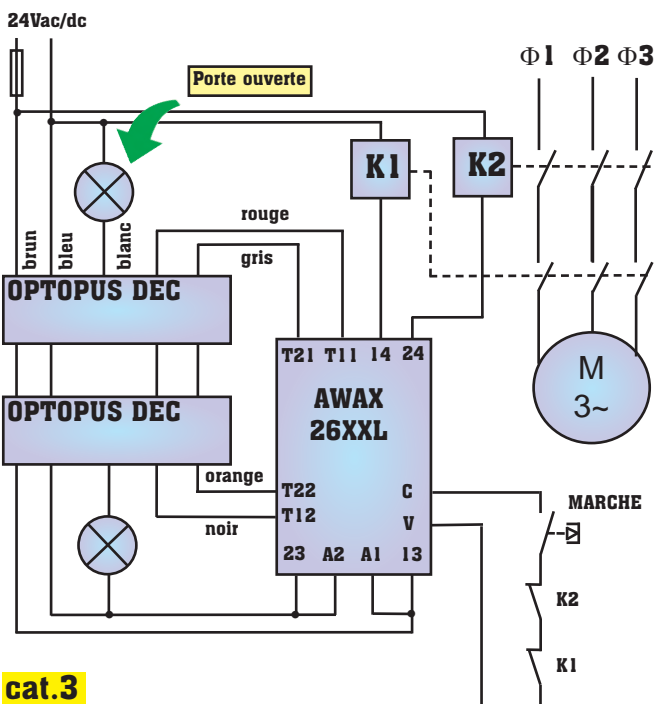 24Vac/dc
Porte ouverte
Φ1 Φ2 Φ3
K1 K2
brun
bleu
blanc
rouge
gris
OPTOPUS DEC
T21 T11 14 24
AWAX
26XXL
M
3~
OPTOPUS DEC
orange
noir
T22
T12
C
V
23 A2 A1 13
MARCHE
K2
K1
cat.3